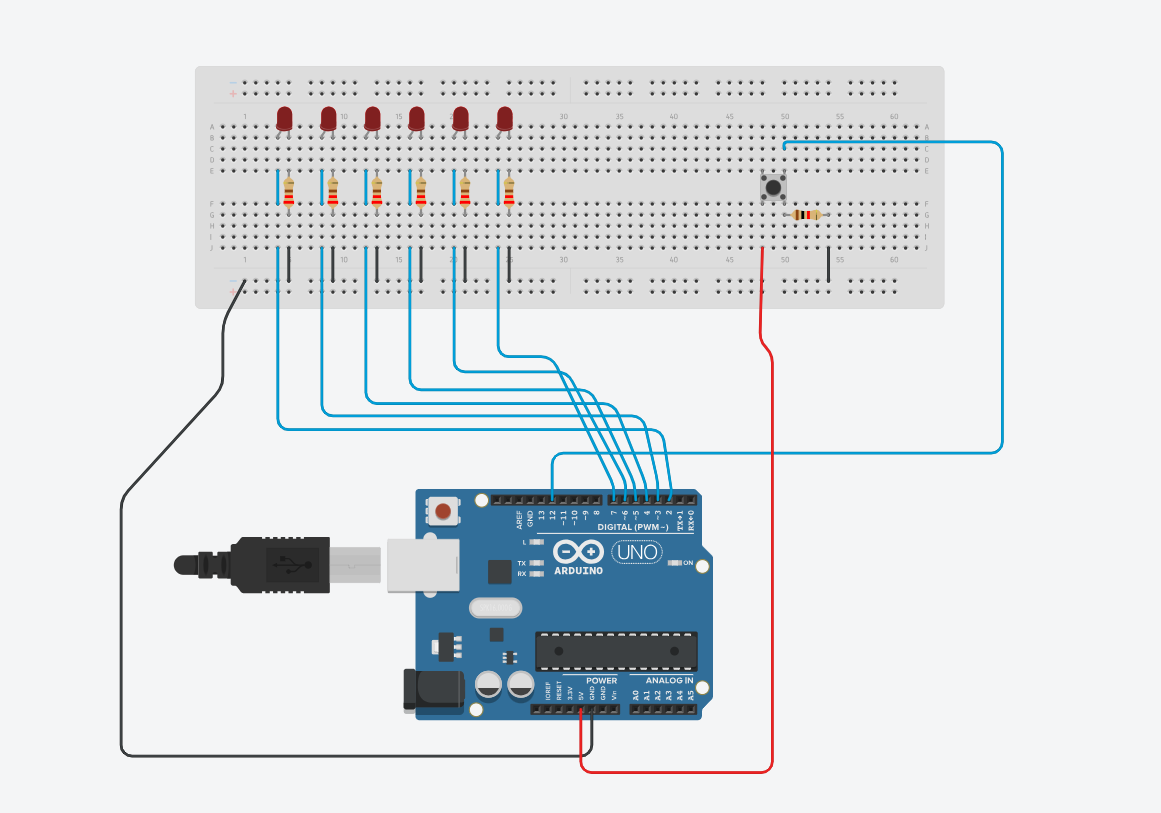 − −
+ +
1 10 15 20 25 30 35 40 45 50 55 60
A A
B B
C C
D D
E E
F F
G G
H H
I I
J J
1 5 10 15 20 25 30 35 40 45 50 55 60
− −
+ +
AREF GND 13 12 ~11 ~10 ~9 8 7 ~6 ~5 4 ~3 2 TX→1 RX←0
DIGITAL (PWM~)
L
TX
RX
UNO
ON
ARDUINO
POWER ANALOG IN
IOREF RESET 3.3V 5V GND GND Vin A0 A1 A2 A3 A4 A5